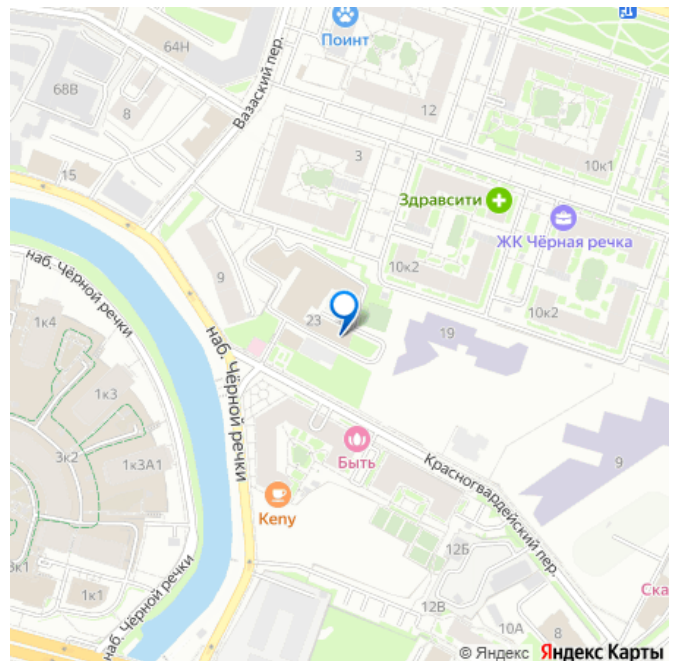 Поинт
64Н
Вазаский пер.
68В
8
12
3
10к1
15
Здравсити
ЖК Чёрная речка
9
10к2
наб. Чёрной речки
1к4
10к2
23
19
наб. Чёрной речки
1к3
3к2
1к3А1
Быть
Красногвардейский пер.
9
Keny
12Б
1к1
12В
наб. Чёрной речки
10А
8
Ска
© Яндекс Яндекс Карты